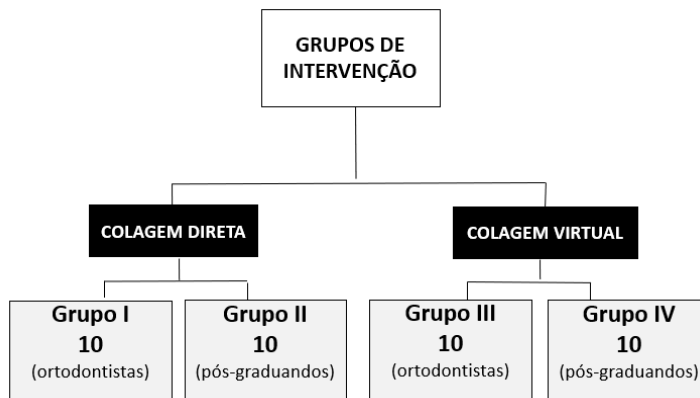 GRUPOS DE
INTERVENÇÃO
COLAGEM DIRETA
COLAGEM VIRTUAL
Grupo I
10
(ortodontistas)
Grupo II
10
(pós-graduandos)
Grupo III
10
(ortodontistas)
Grupo IV
10
(pós-graduandos)